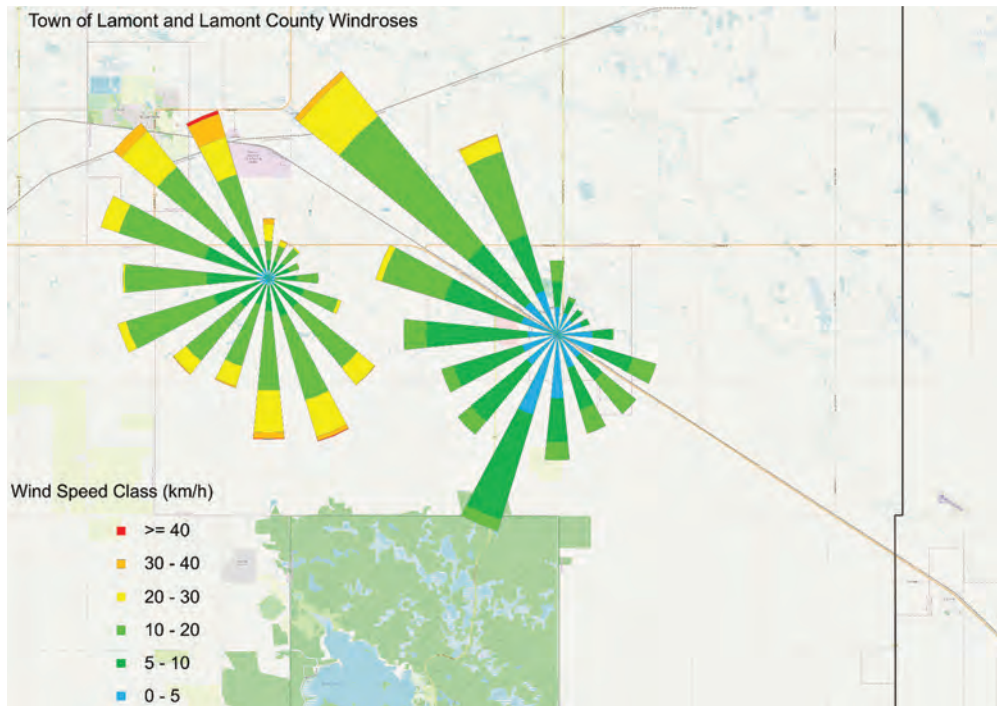 Town of Lamont and Lamont County Windroses
Wind Speed Class (km/h)
>= 40
30 - 40
20 - 30
10 - 20
5 - 10
0 - 5